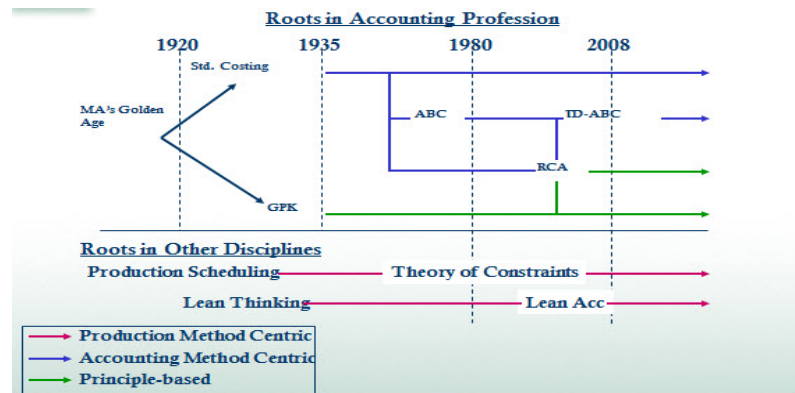 Roots in Accounting Profession
1920 1935 1980 2008
Std. Costing
MA's Golden
Age
ABC TD-ABC
RCA
GPK
Roots in Other Disciplines
Production Scheduling Theory of Constraints
Lean Thinking Lean Acc
Production Method Centric
Accounting Method Centric
Principle-based